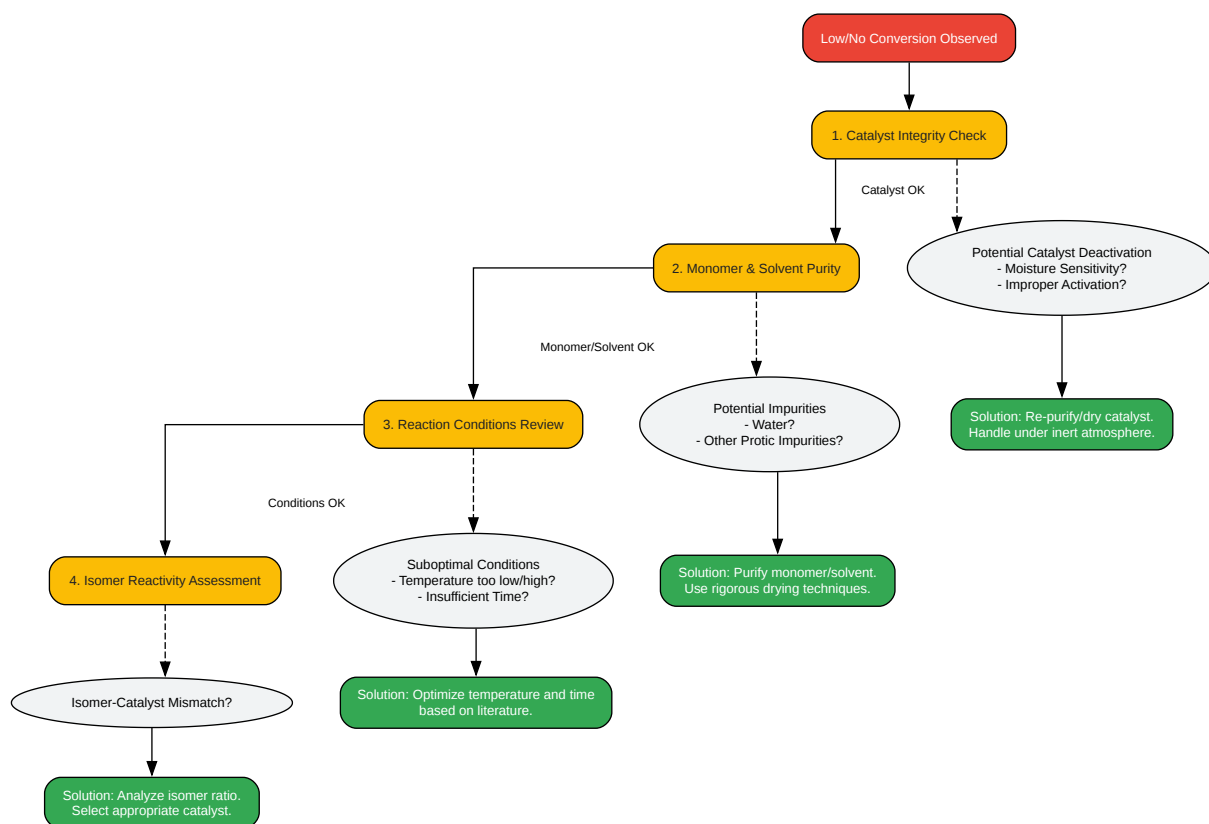 Low/No Conversion Observed
1. Catalyst Integrity Check
Catalyst OK
Potential Catalyst Deactivation
- Moisture Sensitivity?
- Improper Activation?
2. Monomer & Solvent Purity
Monomer/Solvent OK
Potential Impurities
- Water?
- Other Protic Impurities?
Solution: Re-purify/dry catalyst.
Handle under inert atmosphere.
3. Reaction Conditions Review
Conditions OK
Suboptimal Conditions
- Temperature too low/high?
- Insufficient Time?
Solution: Purify monomer/solvent.
Use rigorous drying techniques.
4. Isomer Reactivity Assessment
Isomer-Catalyst Mismatch?
Solution: Optimize temperature and time
based on literature.
Solution: Analyze isomer ratio.
Select appropriate catalyst.